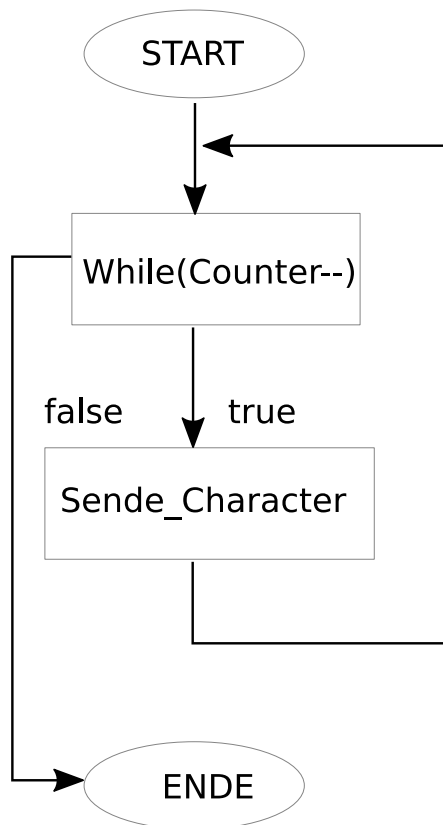 START
While(Counter--)
false
true
Sende_Character
ENDE